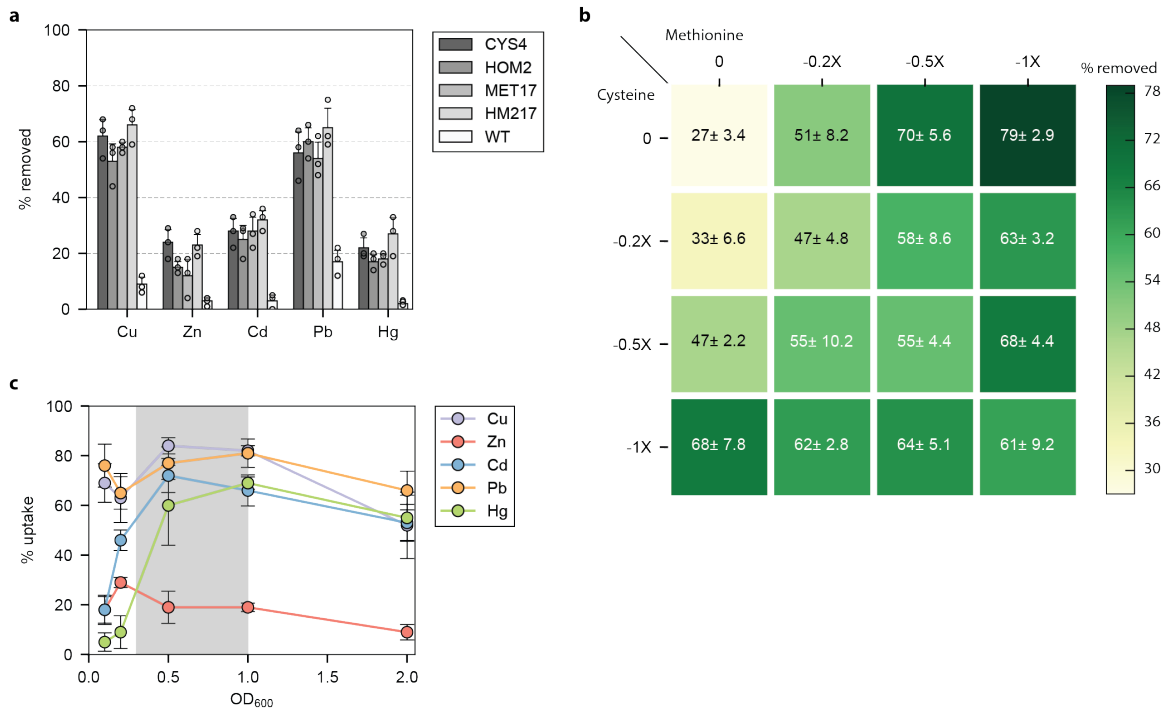 a
100
80
60
40
20
0
% removed
Cu Zn Cd Pb Hg
CYS4
HOM2
MET17
HM217
WT
b
Methionine
0 -0.2X -0.5X -1X
Cysteine
0 27± 3.4 51± 8.2 70± 5.6 79± 2.9
-0.2X 33± 6.6 47± 4.8 58± 8.6 63± 3.2
-0.5X 47± 2.2 55± 10.2 55± 4.4 68± 4.4
-1X 68± 7.8 62± 2.8 64± 5.1 61± 9.2
% removed
78
72
66
60
54
48
42
36
30
c
100
80
60
40
20
0
% uptake
0.0 0.5 1.0 1.5 2.0
OD600
Cu
Zn
Cd
Pb
Hg